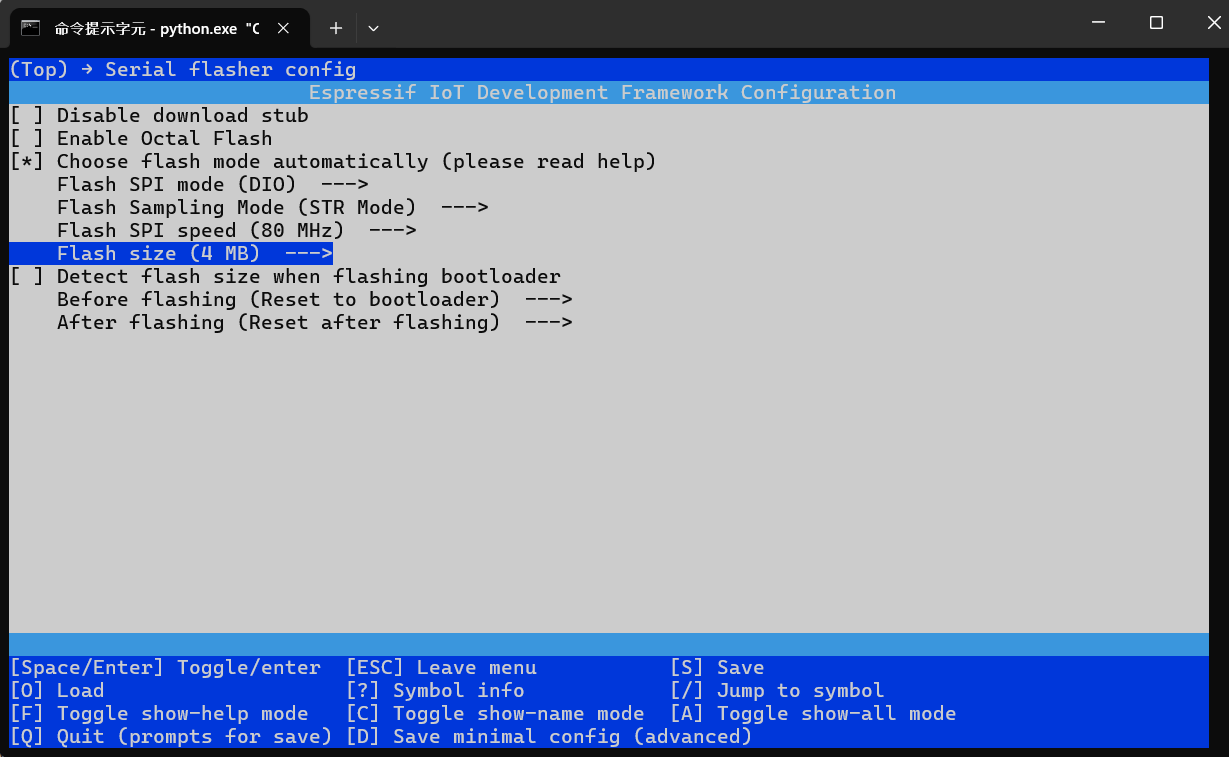 命令提示字元 - python.exe "C
(Top) → Serial flasher config
Espressif IoT Development Framework Configuration
[ ] Disable download stub
[ ] Enable Octal Flash
[*] Choose flash mode automatically (please read help)
Flash SPI mode (DIO)  --->
Flash Sampling Mode (STR Mode)  --->
Flash SPI speed (80 MHz)  --->
Flash size (4 MB)  --->
[ ] Detect flash size when flashing bootloader
Before flashing (Reset to bootloader)  --->
After flashing (Reset after flashing)  --->
[Space/Enter] Toggle/enter  [ESC] Leave menu           [S] Save
[O] Load                    [?] Symbol info            [/] Jump to symbol
[F] Toggle show-help mode   [C] Toggle show-name mode  [A] Toggle show-all mode
[Q] Quit (prompts for save) [D] Save minimal config (advanced)